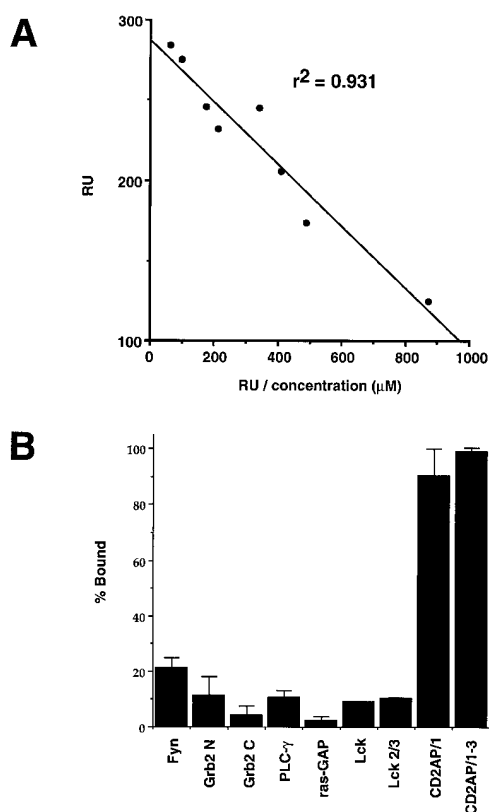 A
300
200
100
RU
r2 = 0.931
0
200
400
600
800
1000
RU / concentration (µM)
B
100
80
60
40
20
0
% Bound
Fyn
Grb2 N
Grb2 C
PLC-γ
ras-GAP
Lck
Lck 2/3
CD2AP/1
CD2AP/1-3